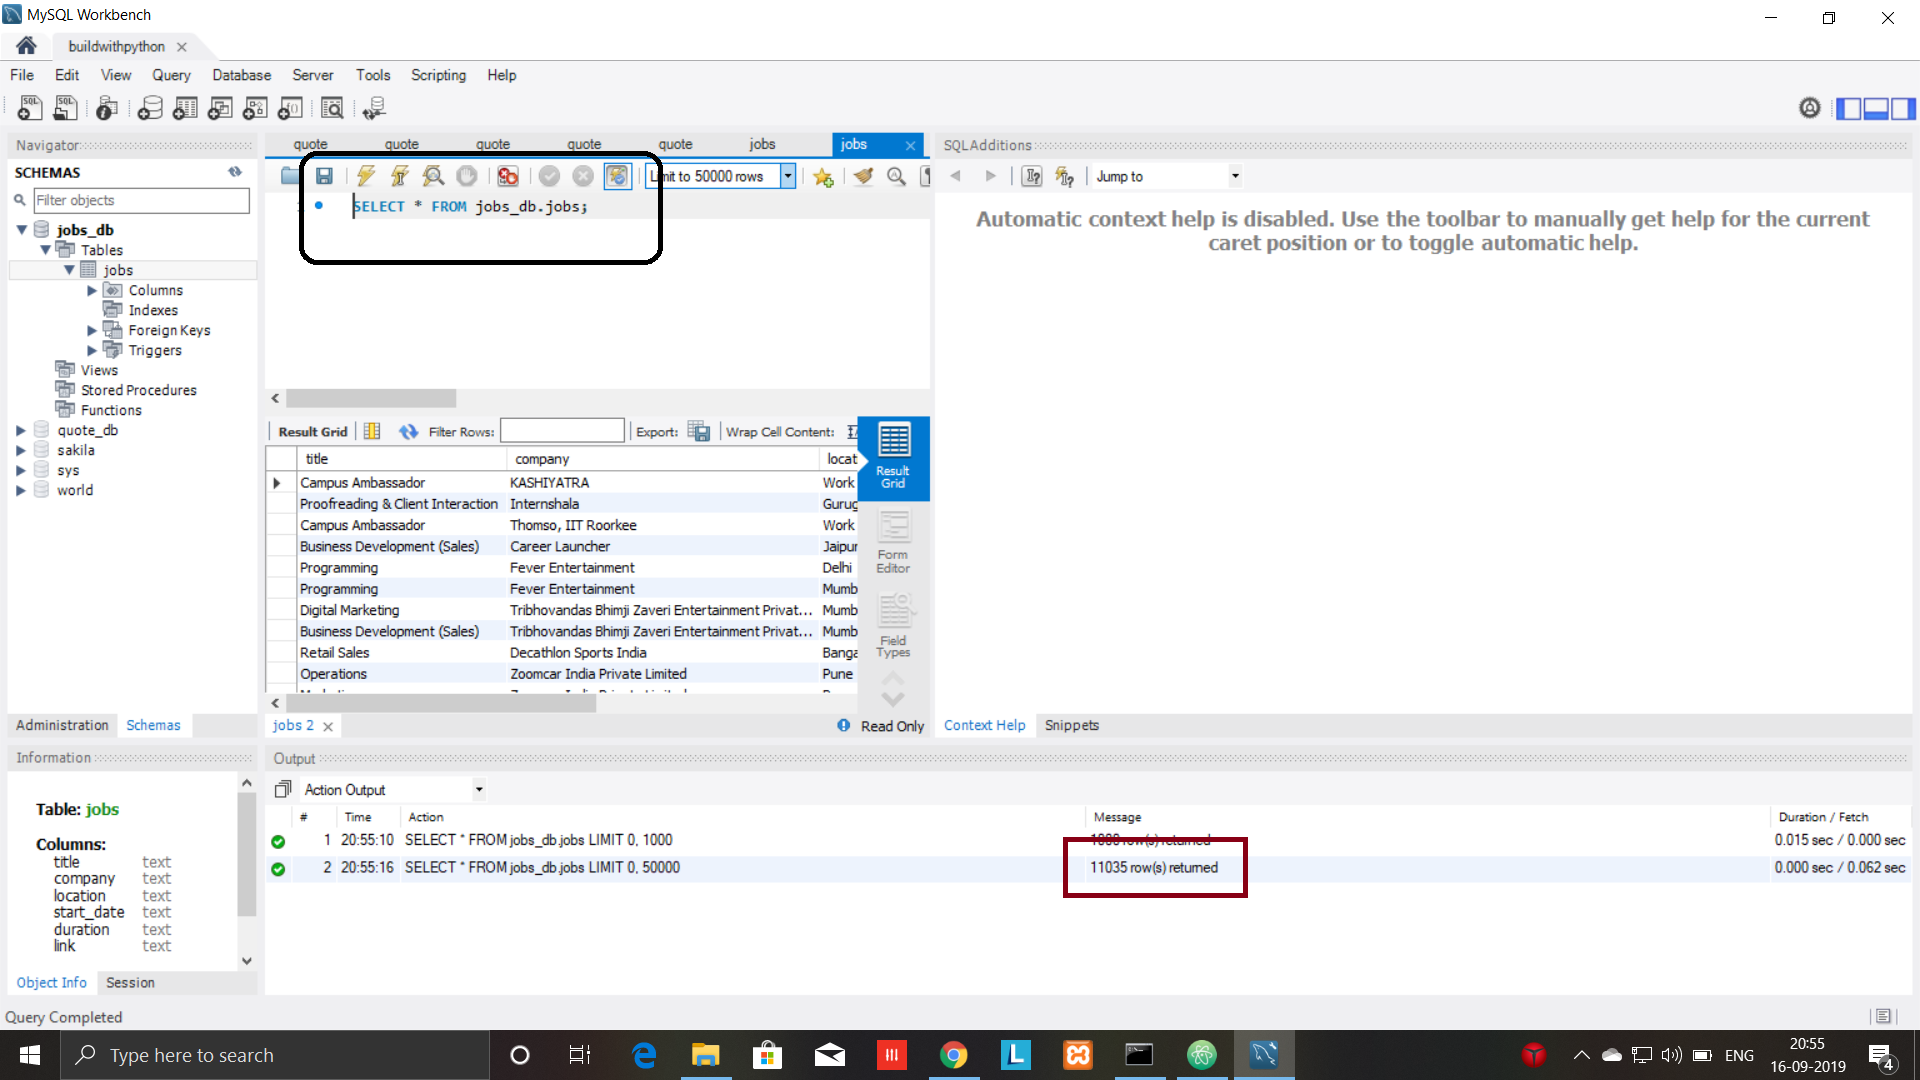 MySQL Workbench
buildwithpython
File Edit View Query Database Server Tools Scripting Help
Navigator
SCHEMAS
Filter objects
jobs_db
Tables
jobs
Columns
Indexes
Foreign Keys
Triggers
Views
Stored Procedures
Functions
quote_db
sakila
sys
world
Administration Schemas
quote quote quote quote quote jobs jobs
Limit to 50000 rows
SELECT * FROM jobs_db.jobs;
Result Grid Filter Rows: Export: Wrap Cell Content:
title company locat
Campus Ambassador KASHIYATRA Work
Proofreading & Client Interaction Internshala Gurug
Campus Ambassador Thomso, IIT Roorkee Work
Business Development (Sales) Career Launcher Jaipur
Programming Fever Entertainment Delhi
Programming Fever Entertainment Mumb
Digital Marketing Tribhovandas Bhimji Zaveri Entertainment Privat... Mumb
Business Development (Sales) Tribhovandas Bhimji Zaveri Entertainment Privat... Mumb
Retail Sales Decathlon Sports India Banga
Operations Zoomcar India Private Limited Pune
Result
Grid
Form
Editor
Field
Types
jobs 2
Read Only
SQLAdditions
Jump to
Automatic context help is disabled. Use the toolbar to manually get help for the current
caret position or to toggle automatic help.
Context Help Snippets
Information
Table: jobs
Columns:
title text
company text
location text
start_date text
duration text
link text
Object Info Session
Output
Action Output
# Time Action Message Duration / Fetch
1 20:55:10 SELECT * FROM jobs_db.jobs LIMIT 0, 1000 1000 row(s) returned 0.015 sec / 0.000 sec
2 20:55:16 SELECT * FROM jobs_db.jobs LIMIT 0, 50000 11035 row(s) returned 0.000 sec / 0.062 sec
Query Completed
Type here to search
ENG
20:55
16-09-2019
4